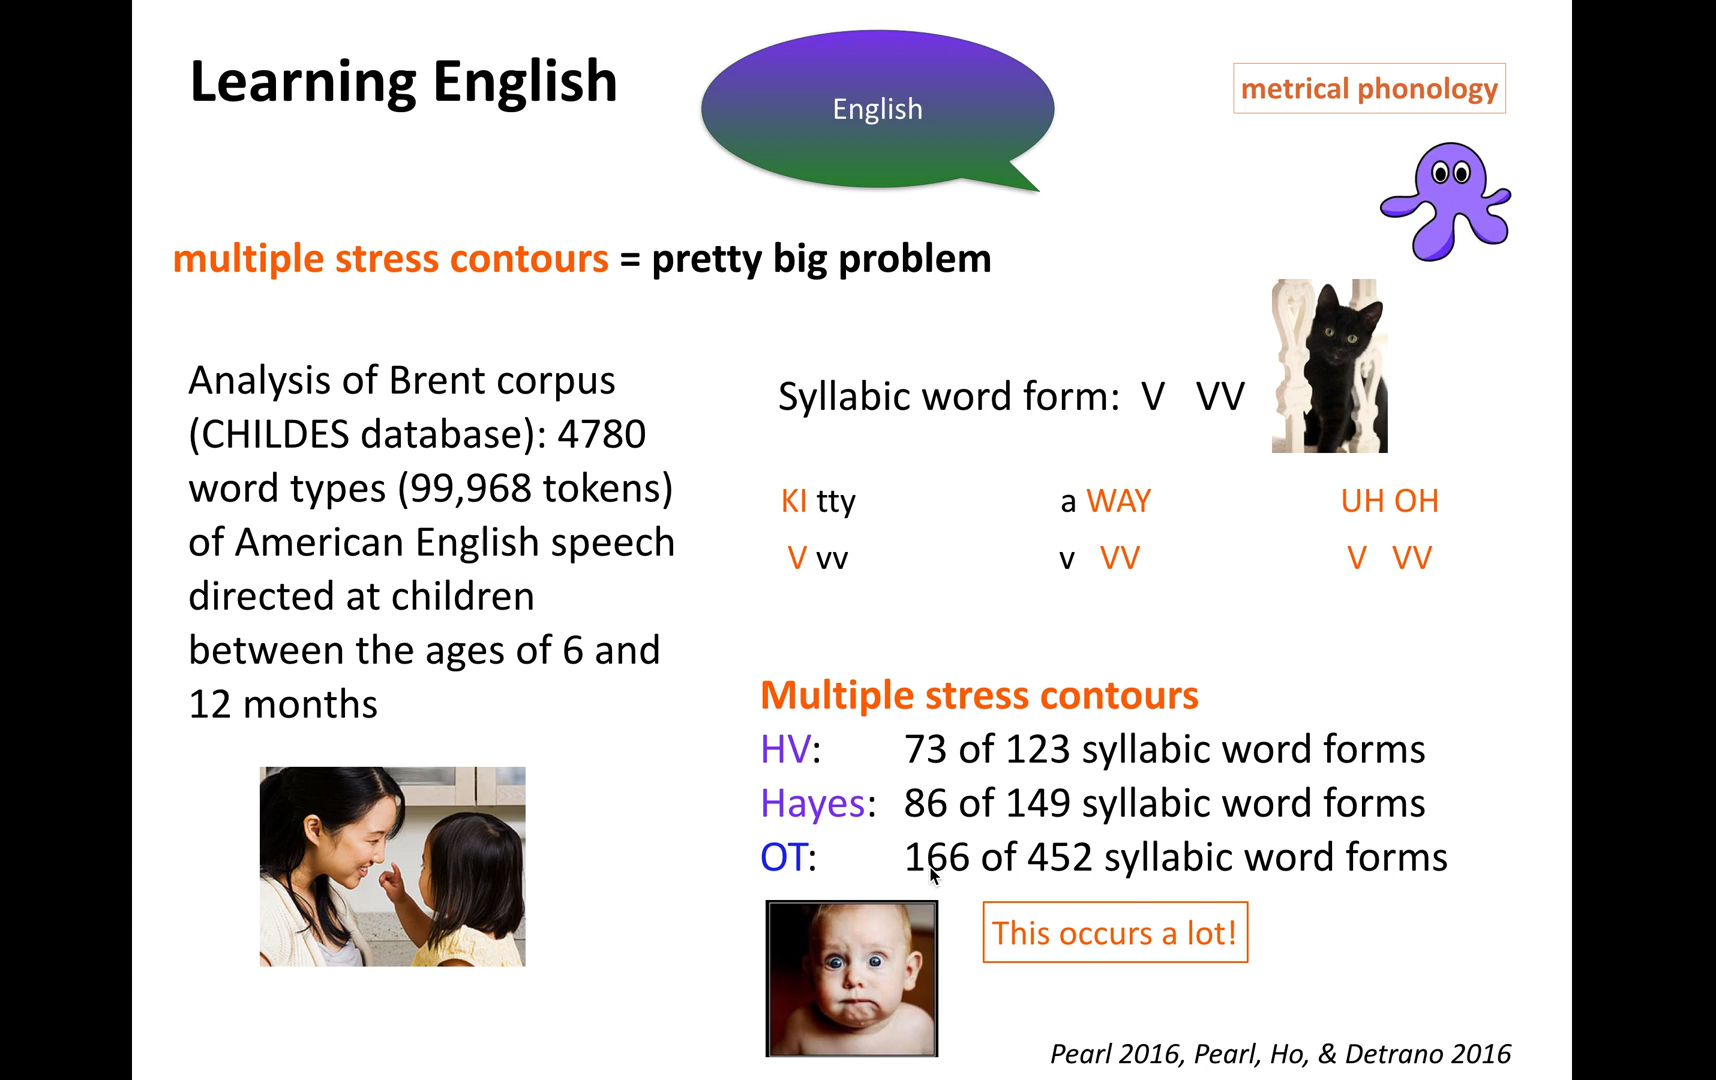 Learning English
English
metrical phonology
multiple stress contours = pretty big problem
Analysis of Brent corpus
(CHILDES database): 4780
word types (99,968 tokens)
of American English speech
directed at children
between the ages of 6 and
12 months
Syllabic word form: V VV
KI tty a WAY UH OH
V vv v VV V VV
Multiple stress contours
HV: 73 of 123 syllabic word forms
Hayes: 86 of 149 syllabic word forms
OT: 166 of 452 syllabic word forms
This occurs a lot!
Pearl 2016, Pearl, Ho, & Detrano 2016